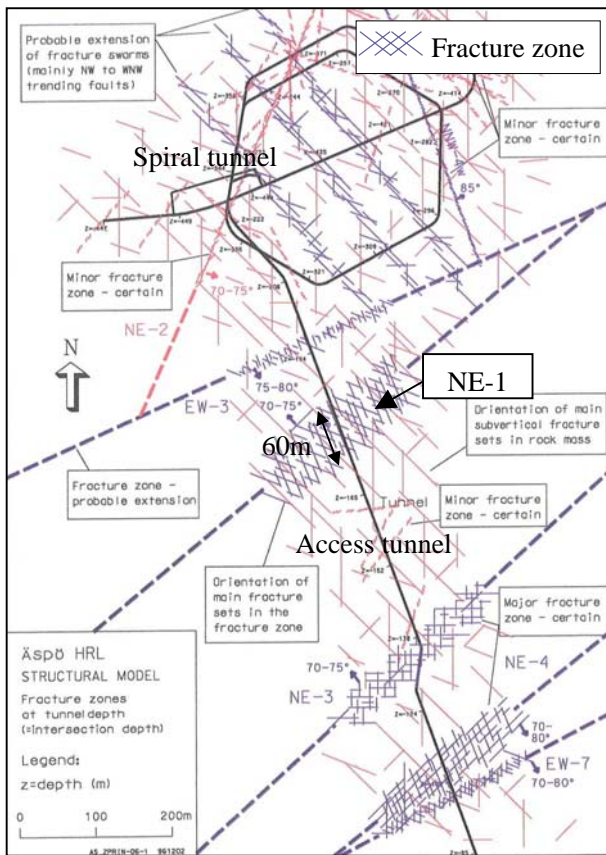 Probable extension
of fracture swarms
(mainly NW to WNW
trending faults)
Fracture zone
Minor
fracture
zone - certain
NNW-4W
85°
Spiral tunnel
Minor fracture
zone - certain
70-75°
NE-2
N
EW-3
75-80°
70-75°
NE-1
60m
Orientation of main
subvertical fracture
sets in rock mass
Fracture zone -
probable extension
Tunnel
Minor fracture
zone - certain
Access tunnel
Orientation of
main fracture
sets in the
fracture zone
Major fracture
zone - certain
70-75°
NE-3
NE-4
70-
80°
EW-7
70-80°
Äspö HRL
STRUCTURAL MODEL
Fracture zones
at tunnel depth
(=intersection depth)
Legend:
z=depth (m)
0 100 200m